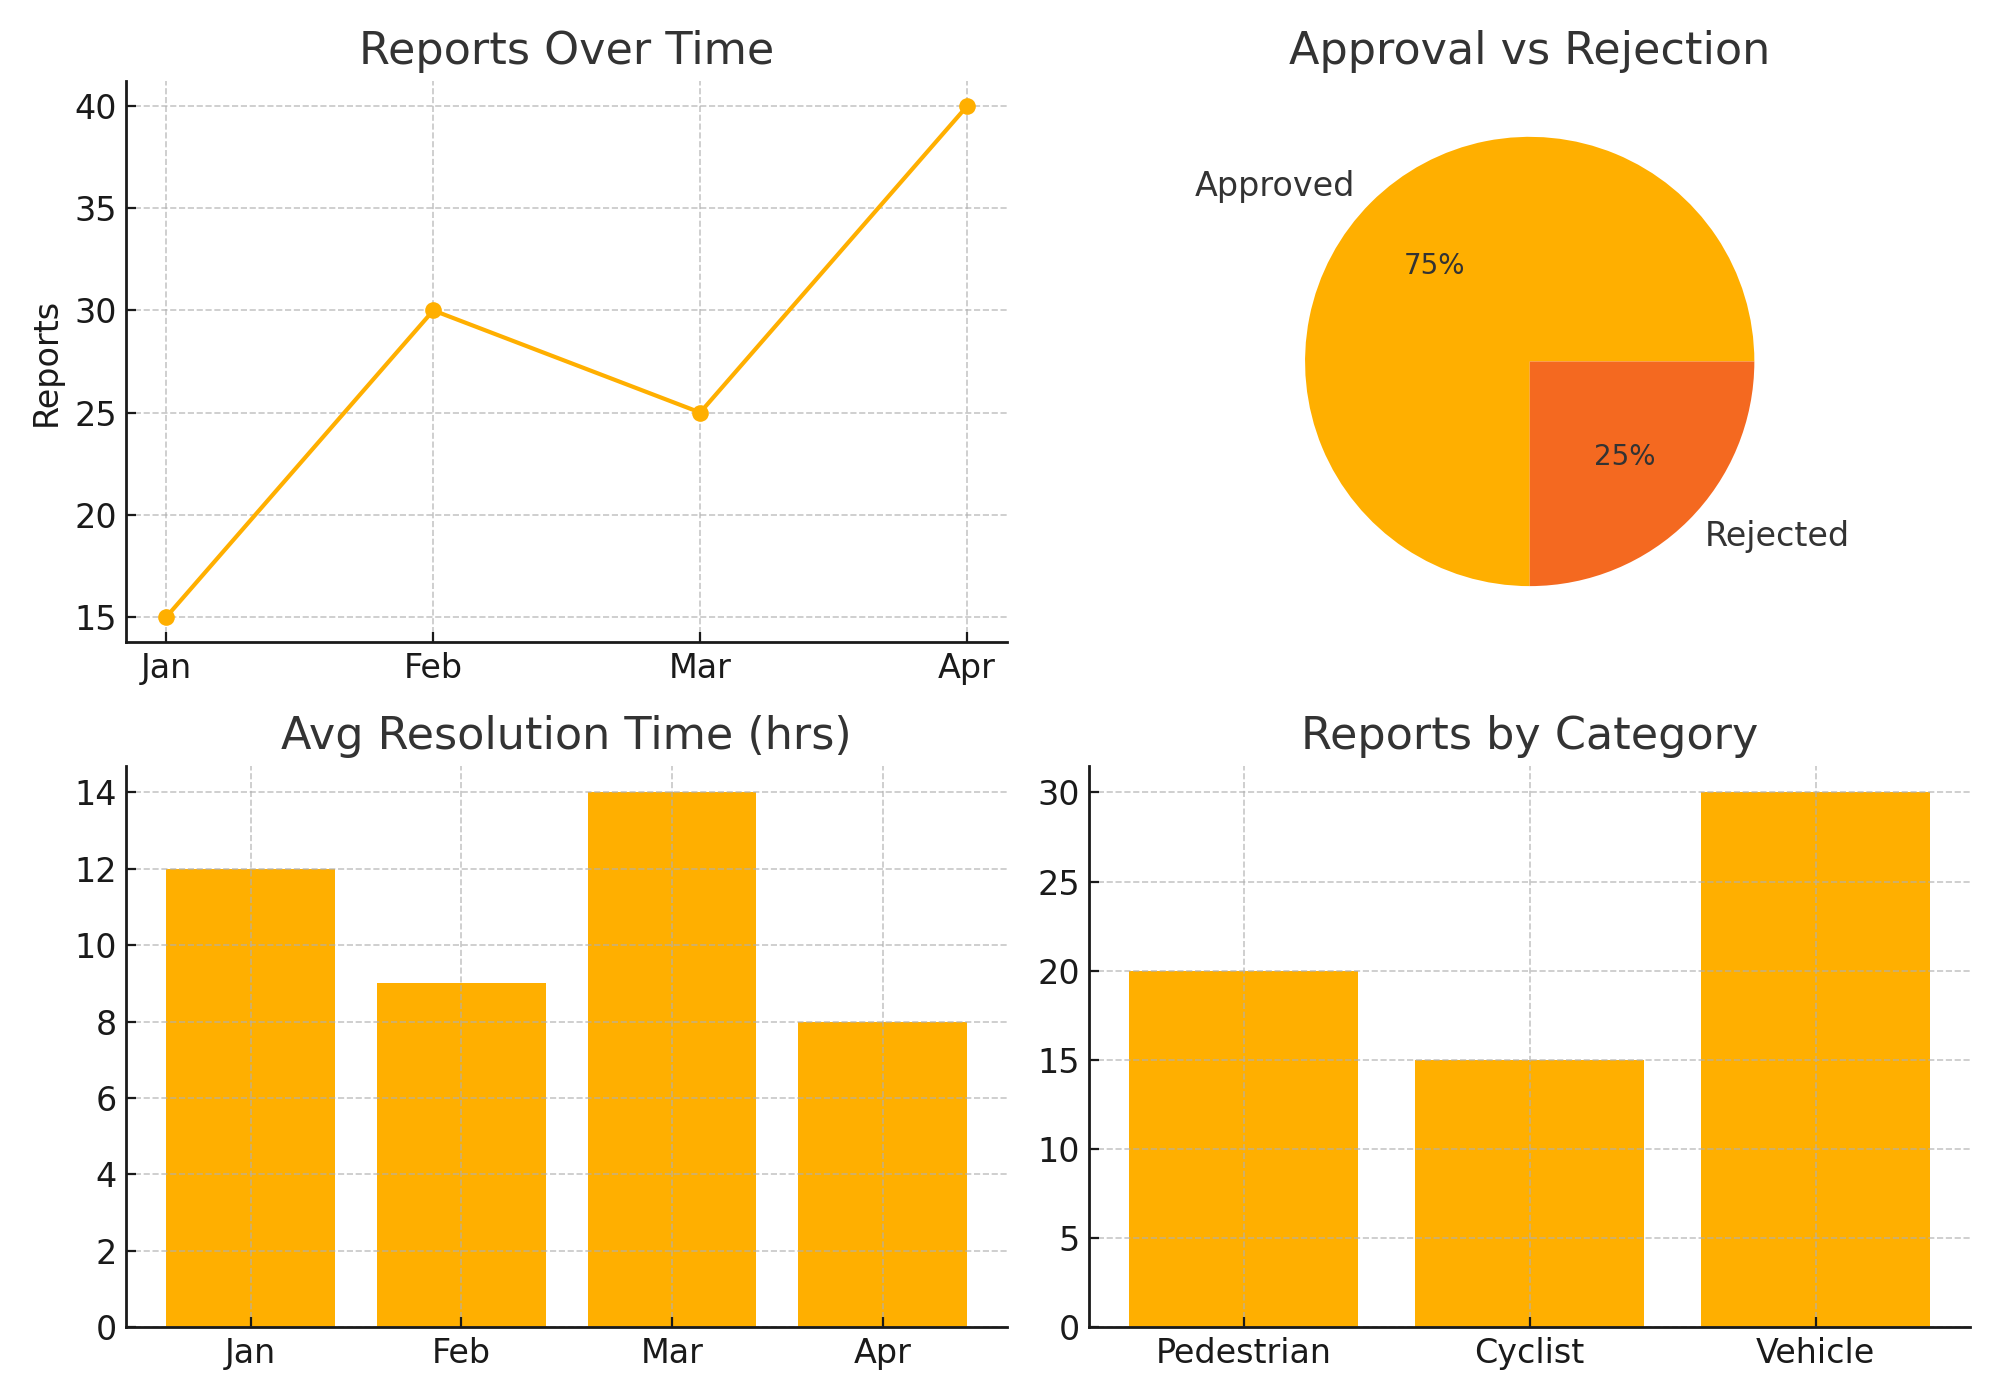 Reports Over Time
40
35
30
25
20
15
Reports
Jan Feb Mar Apr
Approval vs Rejection
Approved
75%
25%
Rejected
Avg Resolution Time (hrs)
14
12
10
8
6
4
2
0
Jan Feb Mar Apr
Reports by Category
30
25
20
15
10
5
0
Pedestrian Cyclist Vehicle